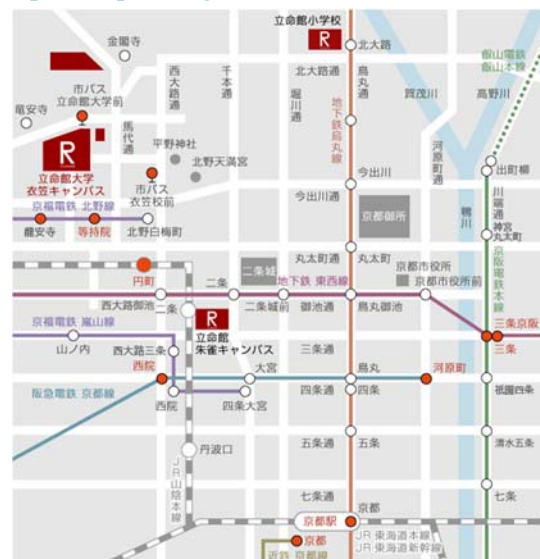 立命館小学校
R
北大路
金閣寺
市バス
立命館大学前
竜安寺
西大路通
千本通
堀川通
北大路通
烏丸通
賀茂川
高野川
叡山電鉄
叡山本線
馬代通
平野神社
北野天満宮
地下鉄烏丸線
河原町通
R
立命館大学
衣笠キャンパス
市バス
衣笠校前
今出川通
今出川
出町柳
川端通
京都御所
鴨川
神宮
丸太町
京福電鉄 北野線
龍安寺
等持院
北野白梅町
丸太町通
丸太町
京阪電鉄本線
円町
二条城
京都市役所
京都市役所前
二条
地下鉄 東西線
西大路御池
二条
二条城前
御池通
烏丸御池
三条京阪
三条
京福電鉄 嵐山線
R
立命館
朱雀キャンパス
山ノ内
西大路三条
三条通
西院
大宮
烏丸
河原町
阪急電鉄 京都線
西院
四条大宮
四条通
四条
祇園四条
丹波口
五条通
五条
清水五条
JR山陰本線
七条通
七条
京都
京都駅
京都
近鉄 京都線
JR東海道本線
JR東海道新幹線